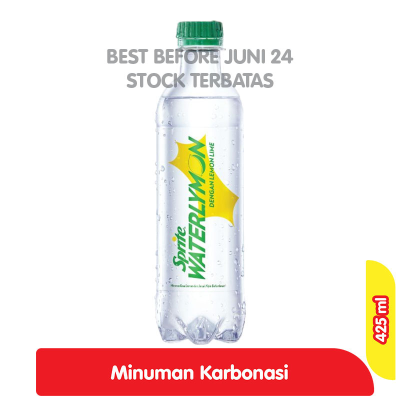 BEST BEFORE JUNI 24
STOCK TERBATAS
Sprite
WATERLYMON
DENGAN LEMON LIME
425 ml
Minuman Karbonasi